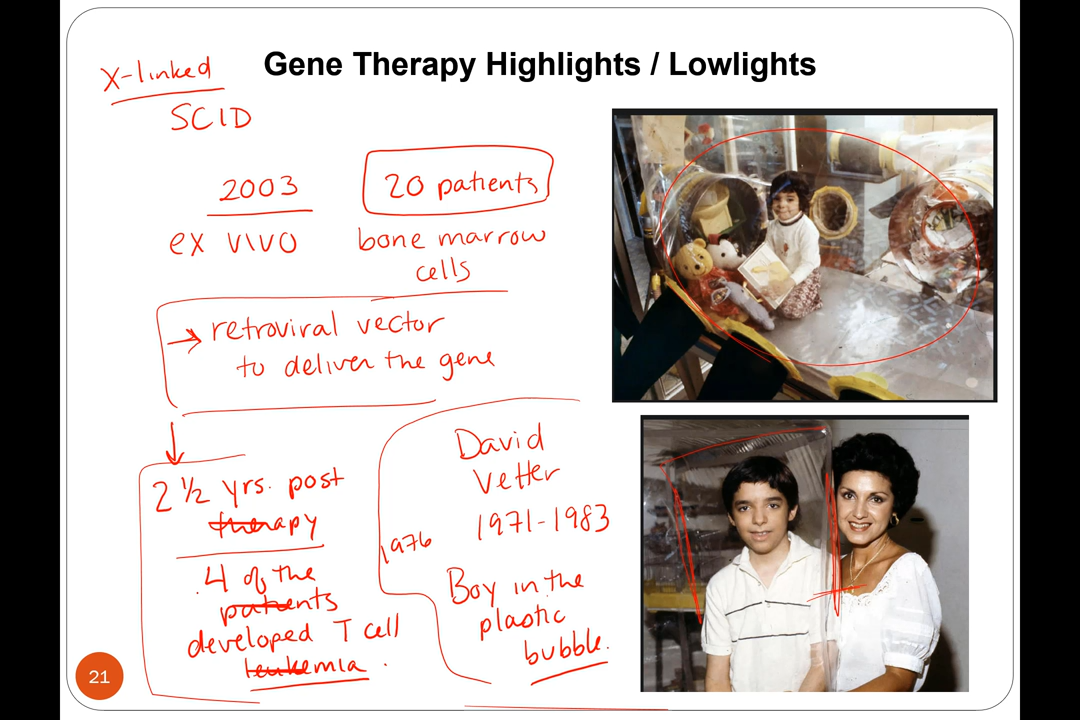 Gene Therapy Highlights / Lowlights
X-linked
SCID
2003
20 patients
ex vivo
bone marrow
cells
→ retroviral vector
to deliver the gene
2 ½ yrs. post
therapy
4 of the
patients
developed T cell
leukemia.
David
Vetter
1971-1983
1976
Boy in the
plastic
bubble.
21